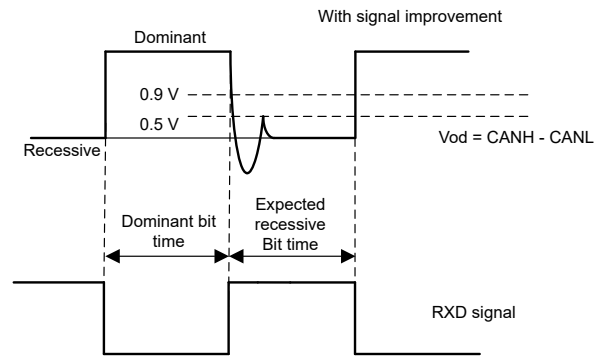 With signal improvement
Dominant
0.9 V
0.5 V
Vod = CANH - CANL
Recessive
Dominant bit
time
Expected
recessive
Bit time
RXD signal